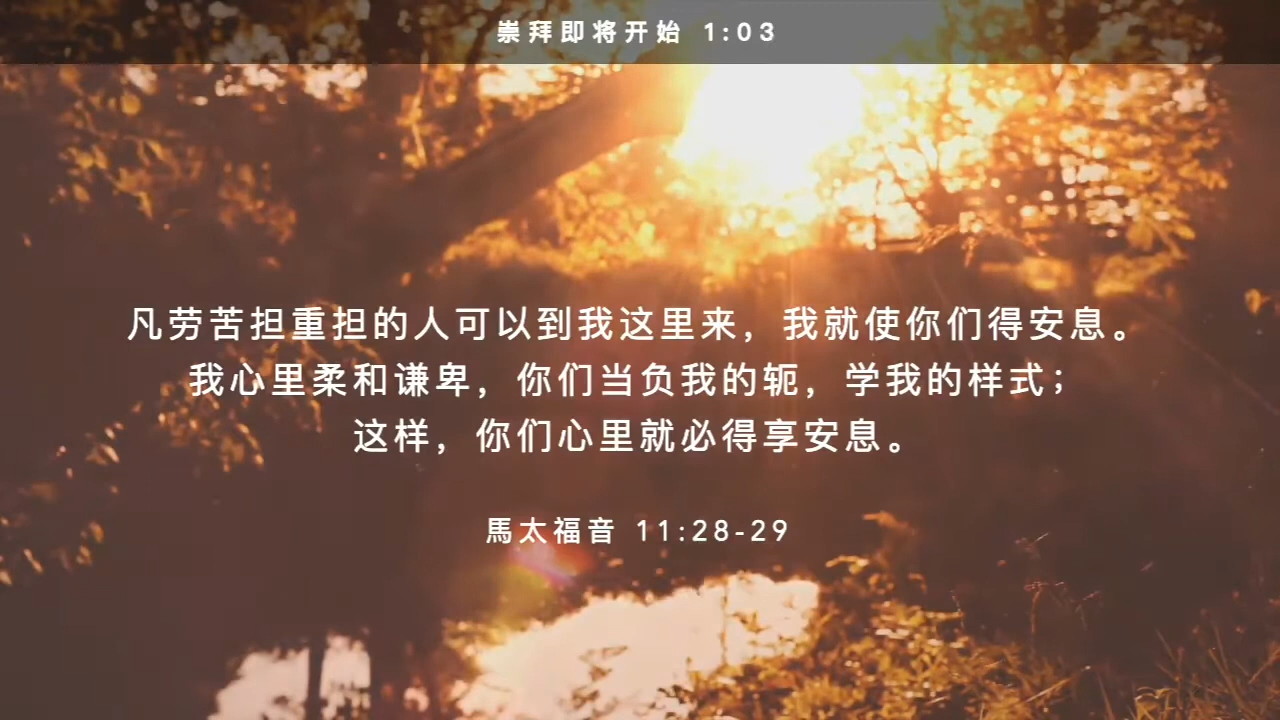 崇拜即将开始 1:03
凡劳苦担重担的人可以到我这里来，我就使你们得安息。
我心里柔和谦卑，你们当负我的轭，学我的样式；
这样，你们心里就必得享安息。
馬太福音 11:28-29